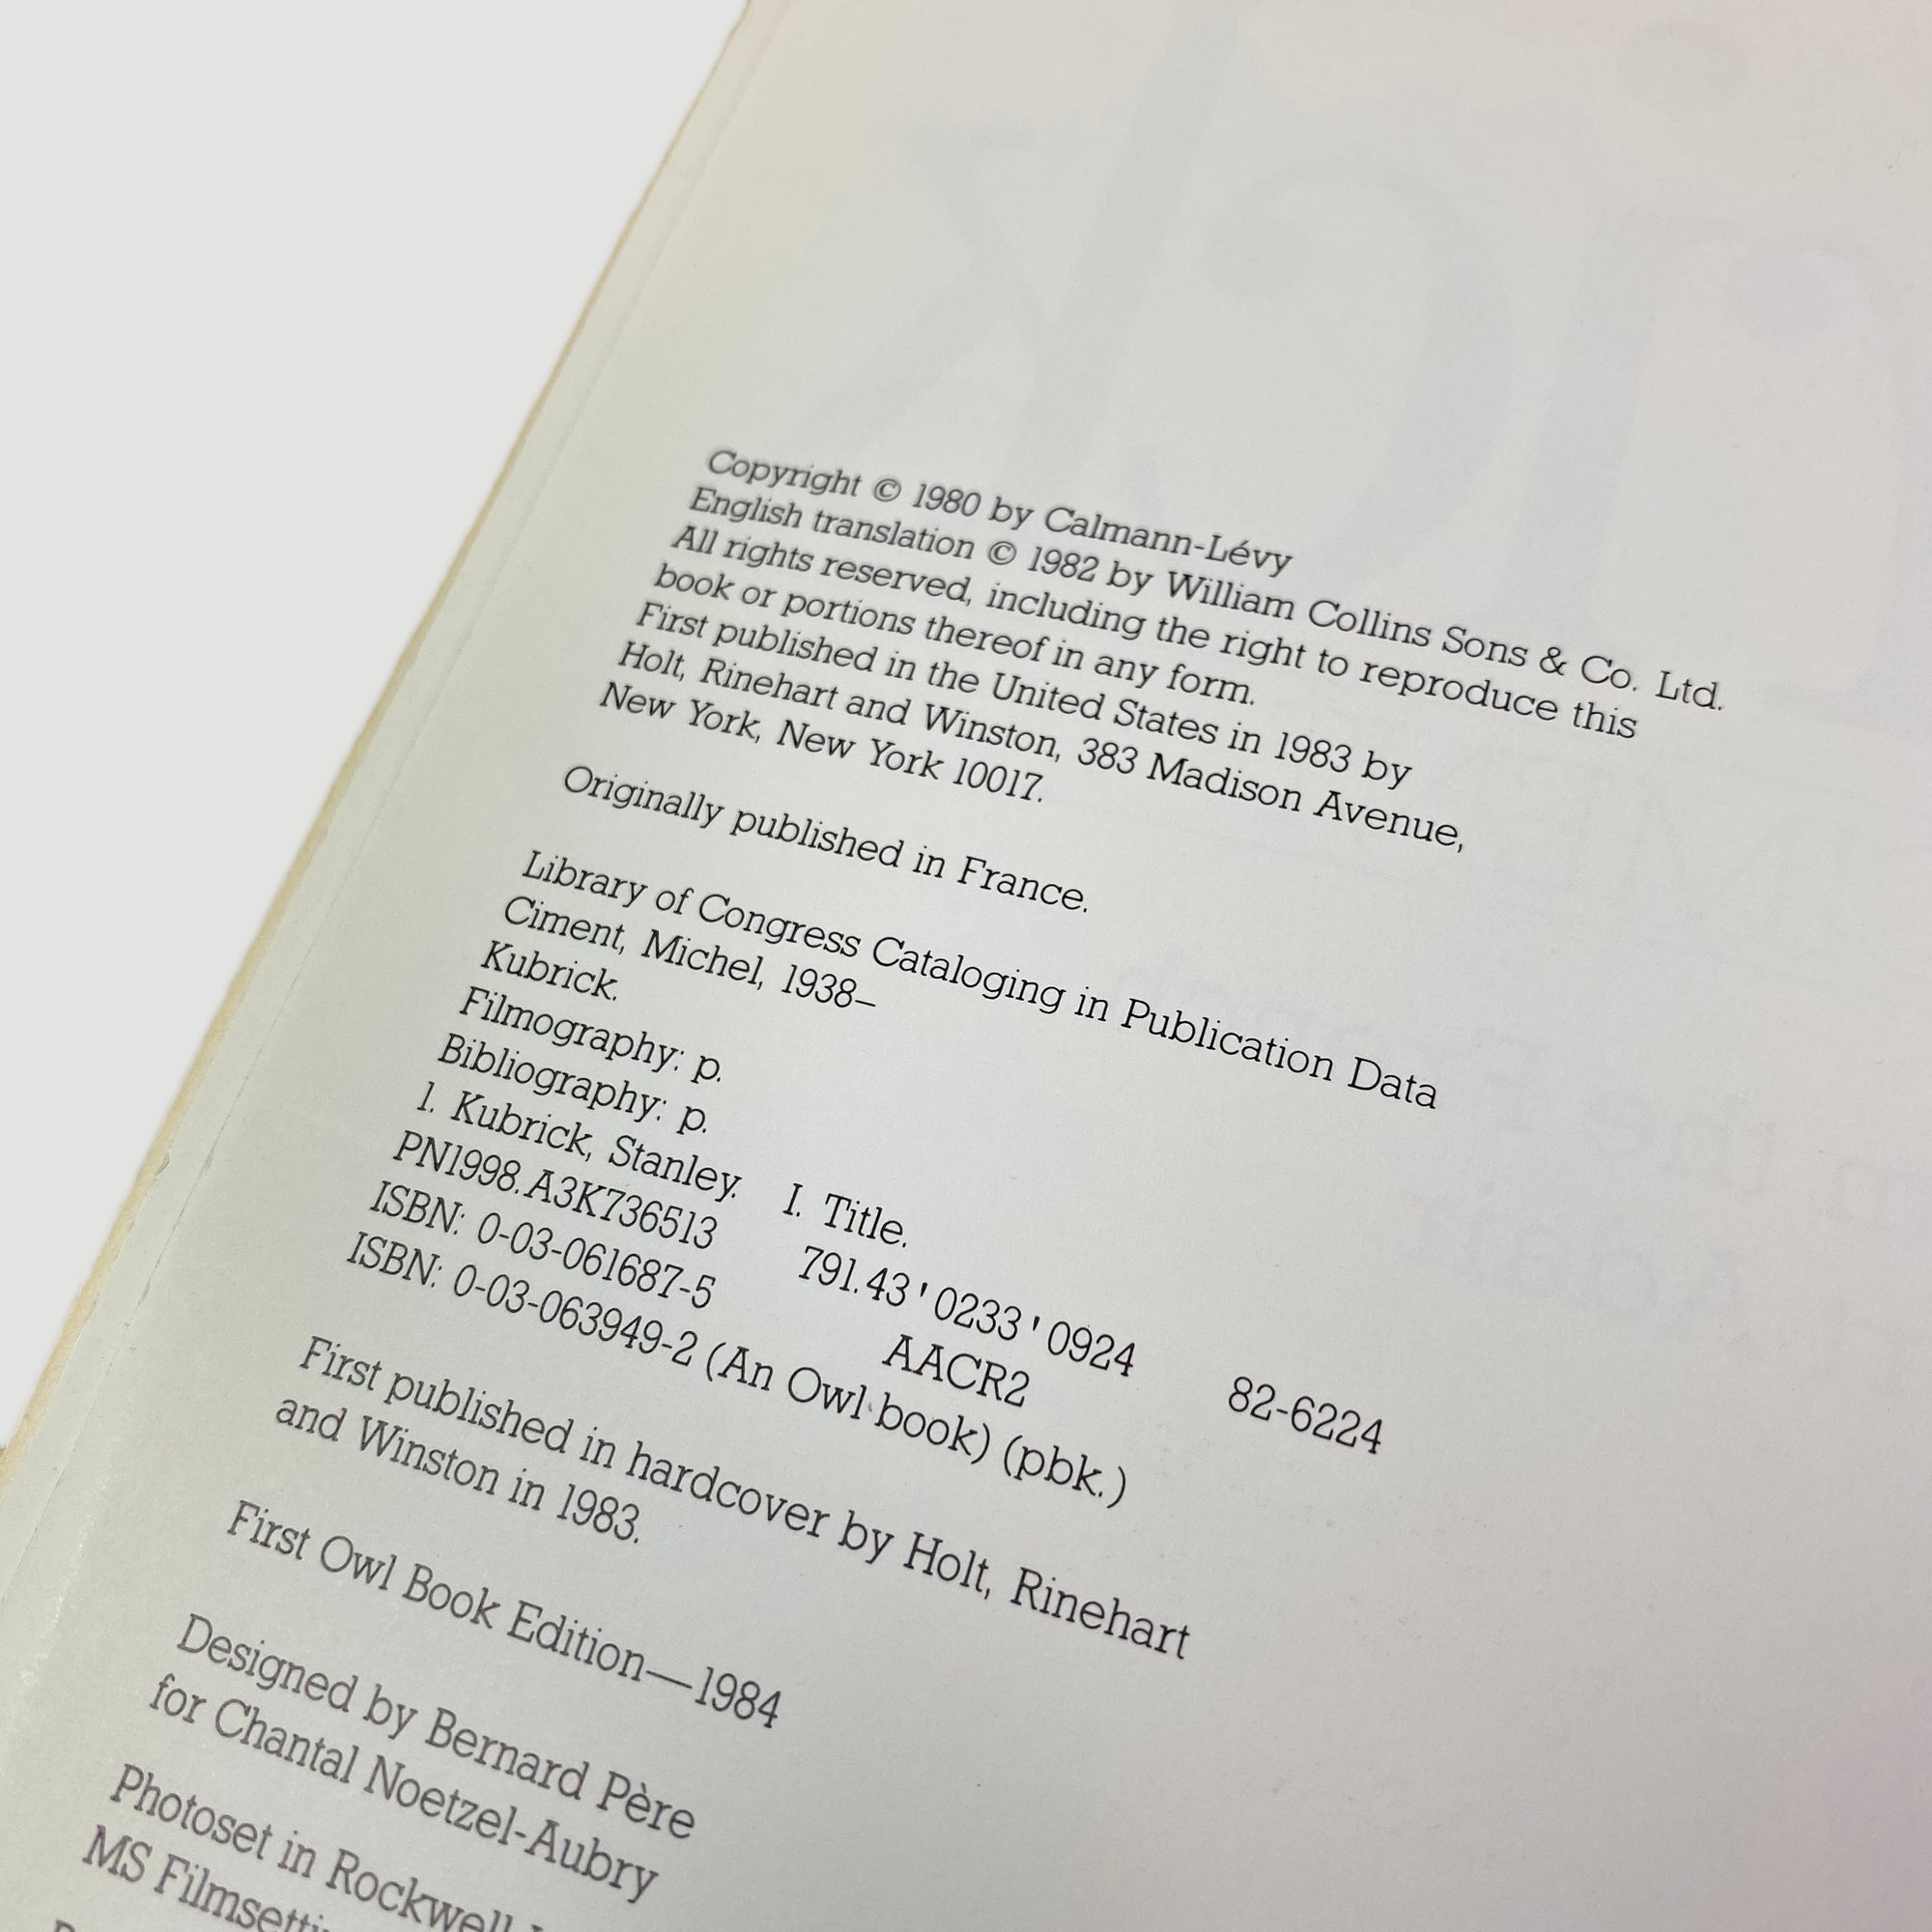 Copyright © 1980 by Calmann-Lévy
English translation © 1982 by William Collins Sons & Co. Ltd.
All rights reserved, including the right to reproduce this
book or portions thereof in any form.
First published in the United States in 1983 by
Holt, Rinehart and Winston, 383 Madison Avenue,
New York, New York 10017.
Originally published in France.
Library of Congress Cataloging in Publication Data
Ciment, Michel, 1938–
Kubrick.
Filmography: p.
Bibliography: p.
1. Kubrick, Stanley. I. Title.
PN1998.A3K736513 791.43'0233'0924 82-6224
ISBN: 0-03-061687-5 AACR2
ISBN: 0-03-063949-2 (An Owl book) (pbk.)
First published in hardcover by Holt, Rinehart
and Winston in 1983.
First Owl Book Edition—1984
Designed by Bernard Père
for Chantal Noetzel-Aubry
Photoset in Rockwell
MS